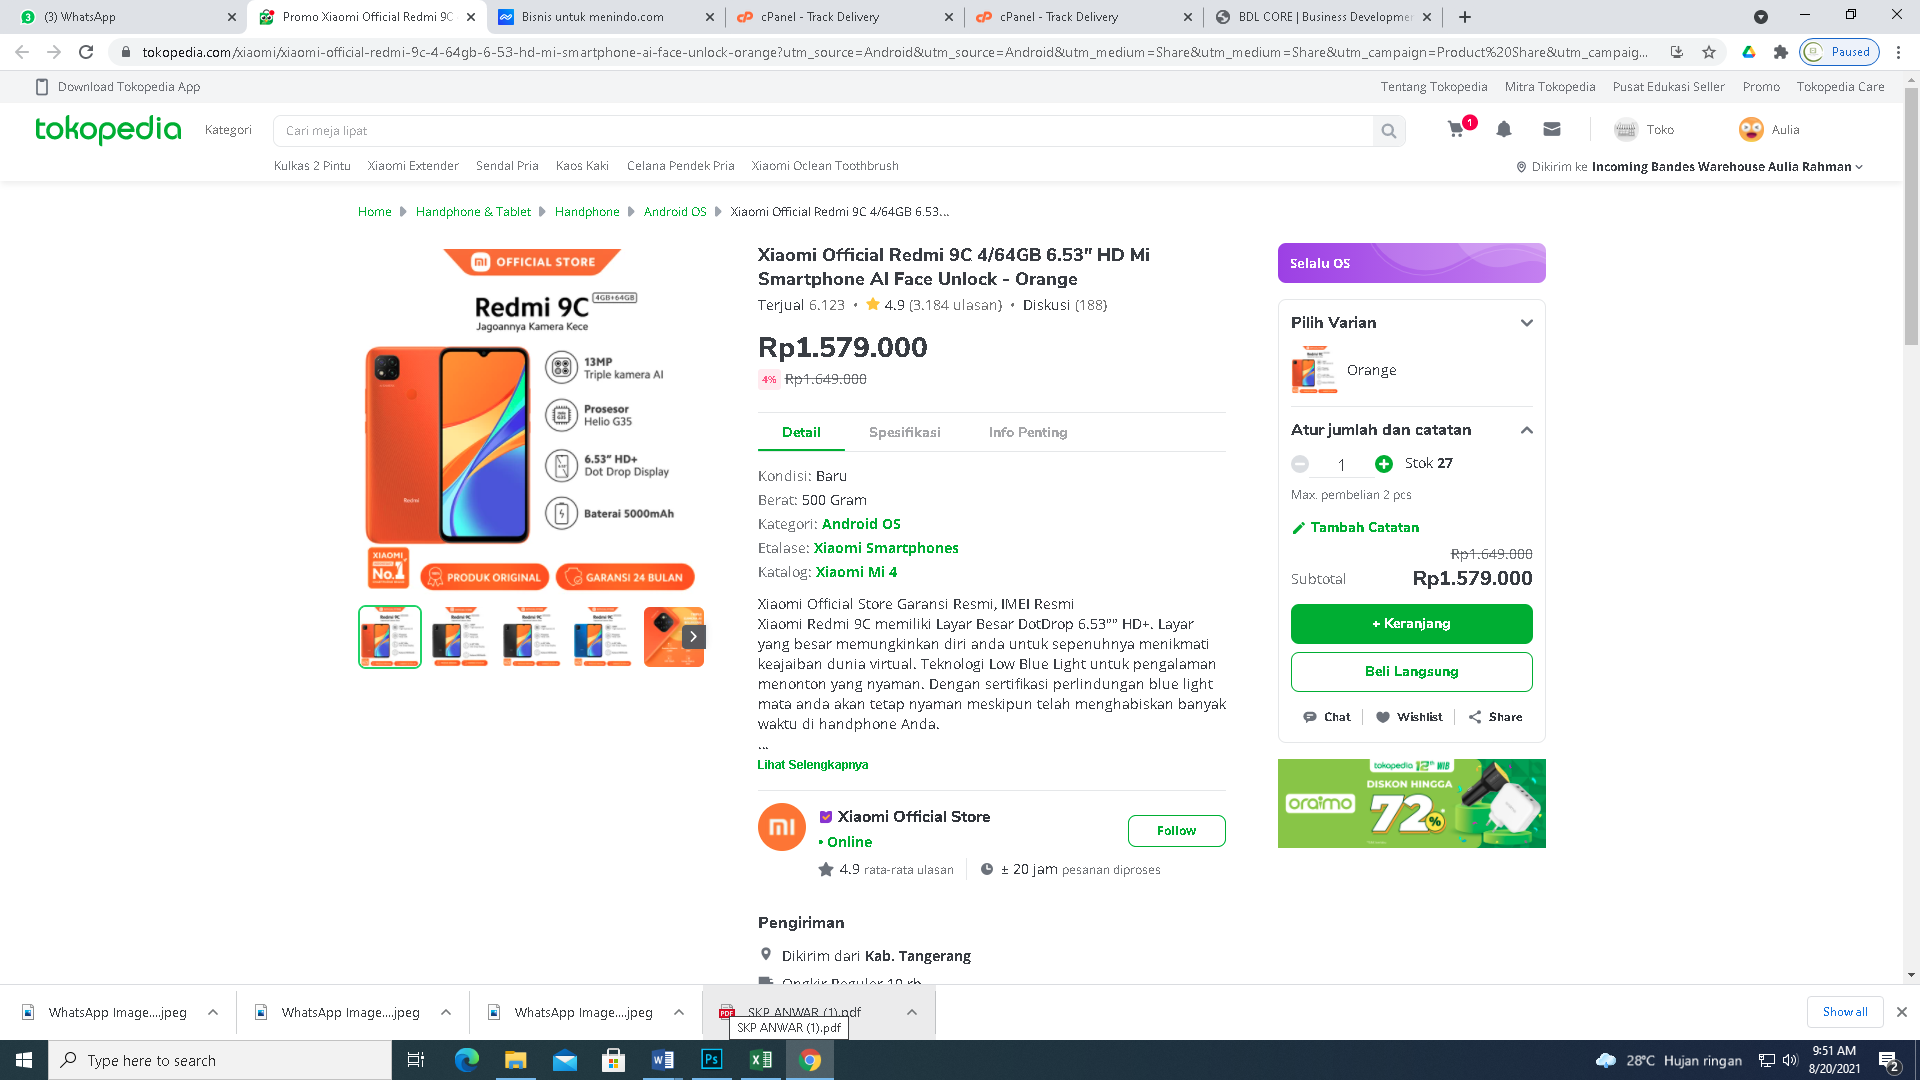 (3) WhatsApp
Promo Xiaomi Official Redmi 9C
Bisnis untuk menindo.com
cPanel - Track Delivery
cPanel - Track Delivery
BDL CORE | Business Developme
tokopedia.com/xiaomi/xiaomi-official-redmi-9c-4-64gb-6-53-hd-mi-smartphone-ai-face-unlock-orange?utm_source=Android&utm_source=Android&utm_medium=Share&utm_medium=Share&utm_campaign=Product%20Share&utm_campaig...
Paused
Download Tokopedia App
Tentang Tokopedia
Mitra Tokopedia
Pusat Edukasi Seller
Promo
Tokopedia Care
tokopedia
Kategori
Cari meja lipat
1
Toko
Aulia
Kulkas 2 Pintu
Xiaomi Extender
Sendal Pria
Kaos Kaki
Celana Pendek Pria
Xiaomi Oclean Toothbrush
Dikirim ke Incoming Bandes Warehouse Aulia Rahman
Home
Handphone & Tablet
Handphone
Android OS
Xiaomi Official Redmi 9C 4/64GB 6.53...
mi OFFICIAL STORE
Redmi 9C 4GB+64GB
Jagoannya Kamera Kece
13MP
Triple kamera AI
Prosesor
Helio G35
6.53" HD+
Dot Drop Display
Baterai 5000mAh
Redmi
XIAOMI
No.1
PRODUK ORIGINAL
GARANSI 24 BULAN
Xiaomi Official Redmi 9C 4/64GB 6.53" HD Mi
Smartphone AI Face Unlock - Orange
Terjual 6.123 • 4.9 (3.184 ulasan) • Diskusi (188)
Rp1.579.000
4% Rp1.649.000
Detail
Spesifikasi
Info Penting
Kondisi: Baru
Berat: 500 Gram
Kategori: Android OS
Etalase: Xiaomi Smartphones
Katalog: Xiaomi Mi 4
Xiaomi Official Store Garansi Resmi, IMEI Resmi
Xiaomi Redmi 9C memiliki Layar Besar DotDrop 6.53"" HD+. Layar
yang besar memungkinkan diri anda untuk sepenuhnya menikmati
keajaiban dunia virtual. Teknologi Low Blue Light untuk pengalaman
menonton yang nyaman. Dengan sertifikasi perlindungan blue light
mata anda akan tetap nyaman meskipun telah menghabiskan banyak
waktu di handphone Anda.
...
Lihat Selengkapnya
mi
Xiaomi Official Store
• Online
Follow
4.9 rata-rata ulasan
± 20 jam pesanan diproses
Pengiriman
Dikirim dari Kab. Tangerang
Ongkir Reguler 10 rb
Selalu OS
Pilih Varian
Orange
Atur jumlah dan catatan
1
Stok 27
Max. pembelian 2 pcs
Tambah Catatan
Rp1.649.000
Subtotal
Rp1.579.000
+ Keranjang
Beli Langsung
Chat
Wishlist
Share
tokopedia 12th WIB
DISKON HINGGA
oraimo
72%
WhatsApp Image....jpeg
WhatsApp Image....jpeg
WhatsApp Image....jpeg
SKP ANWAR (1).pdf
SKP ANWAR (1).pdf
Show all
Type here to search
28°C Hujan ringan
9:51 AM
8/20/2021
2